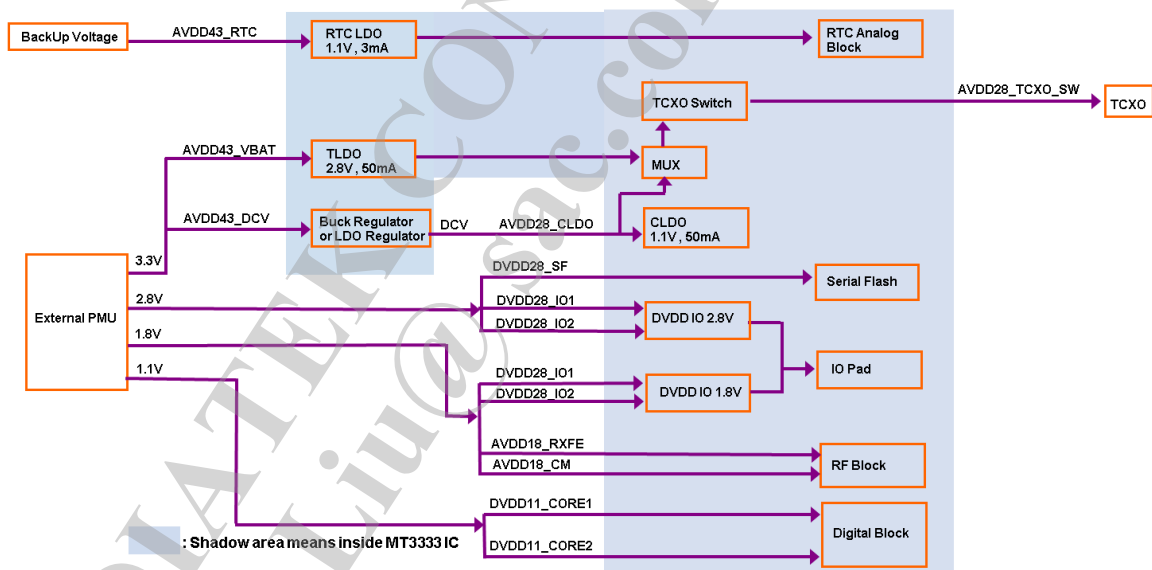 BackUp Voltage
AVDD43_RTC
RTC LDO
1.1V , 3mA
RTC Analog
Block
TCXO Switch
AVDD28_TCXO_SW
TCXO
AVDD43_VBAT
TLDO
2.8V , 50mA
MUX
AVDD43_DCV
Buck Regulator
or LDO Regulator
DCV
AVDD28_CLDO
CLDO
1.1V , 50mA
External PMU
3.3V
2.8V
1.8V
1.1V
DVDD28_SF
Serial Flash
DVDD28_IO1
DVDD28_IO2
DVDD IO 2.8V
IO Pad
DVDD28_IO1
DVDD28_IO2
DVDD IO 1.8V
AVDD18_RXFE
AVDD18_CM
RF Block
DVDD11_CORE1
DVDD11_CORE2
Digital Block
: Shadow area means inside MT3333 IC
Liu@sac.co